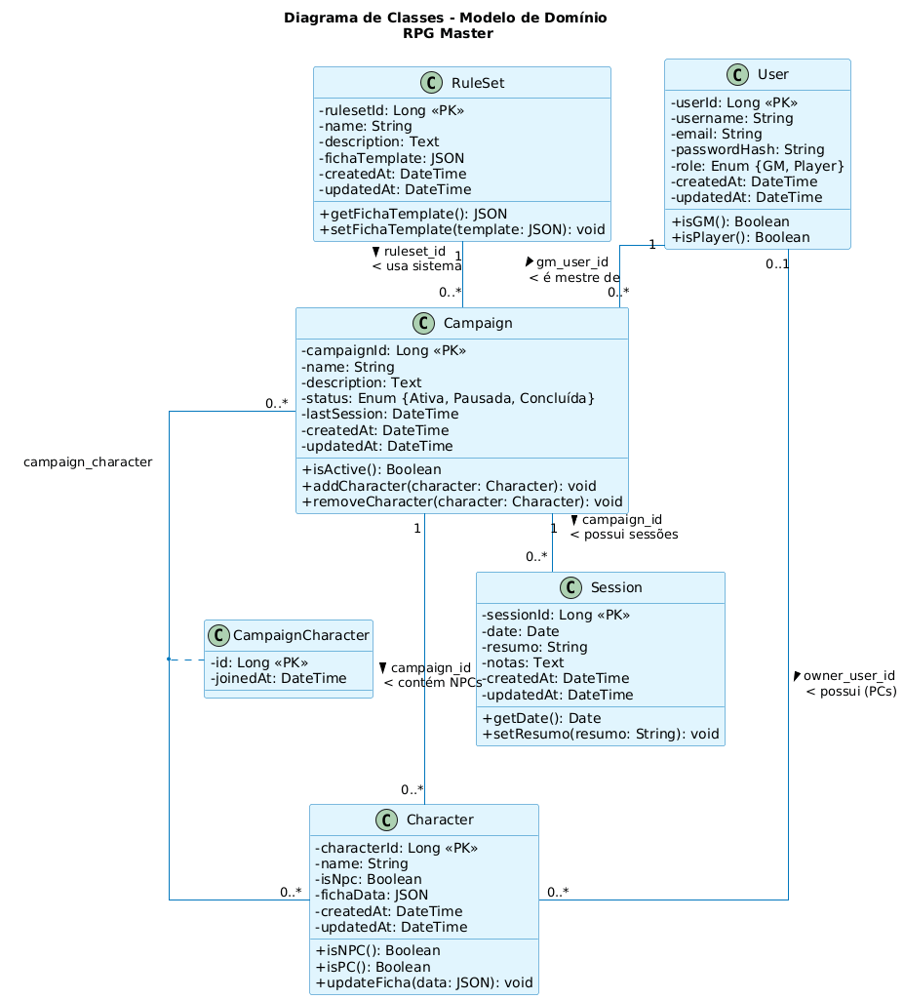 Diagrama de Classes - Modelo de Domínio
RPG Master
C RuleSet
-rulesetId: Long «PK»
-name: String
-description: Text
-fichaTemplate: JSON
-createdAt: DateTime
-updatedAt: DateTime
+getFichaTemplate(): JSON
+setFichaTemplate(template: JSON): void
C User
-userId: Long «PK»
-username: String
-email: String
-passwordHash: String
-role: Enum {GM, Player}
-createdAt: DateTime
-updatedAt: DateTime
+isGM(): Boolean
+isPlayer(): Boolean
ruleset_id
< usa sistema
1
0..*
gm_user_id
< é mestre de
1
0..*
0..1
C Campaign
-campaignId: Long «PK»
-name: String
-description: Text
-status: Enum {Ativa, Pausada, Concluída}
-lastSession: DateTime
-createdAt: DateTime
-updatedAt: DateTime
+isActive(): Boolean
+addCharacter(character: Character): void
+removeCharacter(character: Character): void
0..*
campaign_character
1
1
campaign_id
< possui sessões
0..*
C Session
-sessionId: Long «PK»
-date: Date
-resumo: String
-notas: Text
-createdAt: DateTime
-updatedAt: DateTime
+getDate(): Date
+setResumo(resumo: String): void
C CampaignCharacter
-id: Long «PK»
-joinedAt: DateTime
campaign_id
< contém NPCs
owner_user_id
< possui (PCs)
0..*
C Character
-characterId: Long «PK»
-name: String
-isNpc: Boolean
-fichaData: JSON
-createdAt: DateTime
-updatedAt: DateTime
+isNPC(): Boolean
+isPC(): Boolean
+updateFicha(data: JSON): void
0..*
0..*